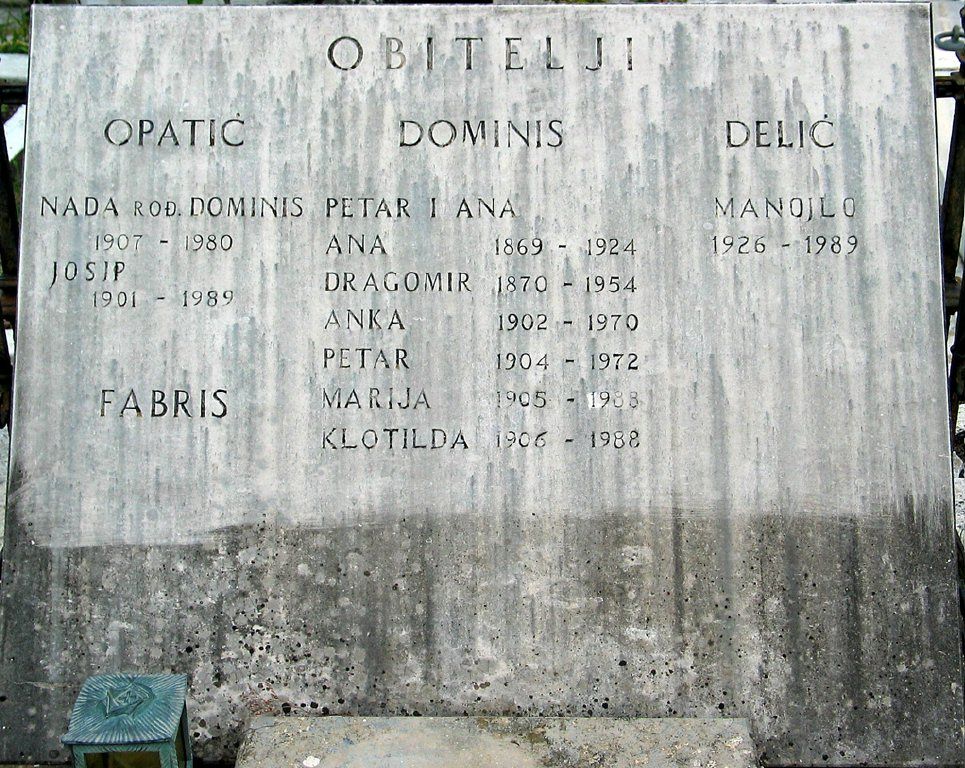 OBITELJI
OPATIĆ
NADA ROĐ. DOMINIS
1907 - 1980
JOSIP
1901 - 1989
FABRIS
DOMINIS
PETAR I ANA
ANA 1869 - 1924
DRAGOMIR 1870 - 1954
ANKA 1902 - 1970
PETAR 1904 - 1972
MARIJA 1905 - 1988
KLOTILDA 1906 - 1988
DELIĆ
MANOJLO
1926 - 1989